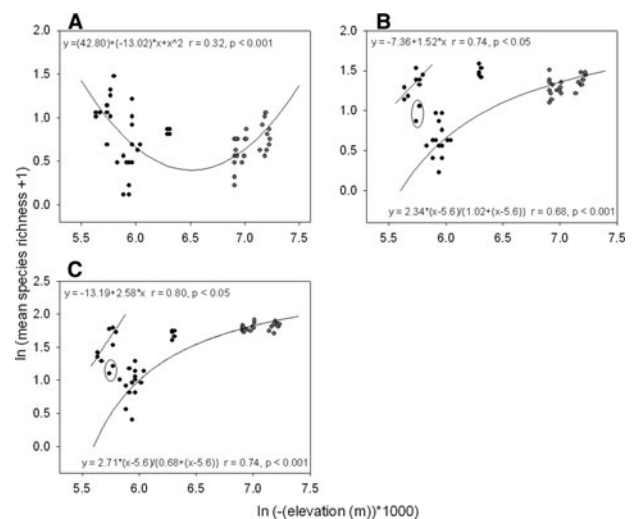 A
B
y =(42.80)+(-13.02)*x+x^2 r = 0.32, p < 0.001
y = -7.36+1.52*x r = 0.74, p < 0.05
2.0
1.5
1.0
0.5
0.0
5.5 6.0 6.5 7.0 7.5
2.0
1.5
1.0
0.5
0.0
y = 2.34*(x-5.6)/(1.02+(x-5.6)) r = 0.68, p < 0.001
5.5 6.0 6.5 7.0 7.5
C
y = -13.19+2.58*x r = 0.80, p < 0.05
2.5
2.0
1.5
1.0
0.5
0.0
y = 2.71*(x-5.6)/(0.68+(x-5.6)) r = 0.74, p < 0.001
5.5 6.0 6.5 7.0 7.5
ln (mean species richness +1)
ln (-(elevation (m))*1000)